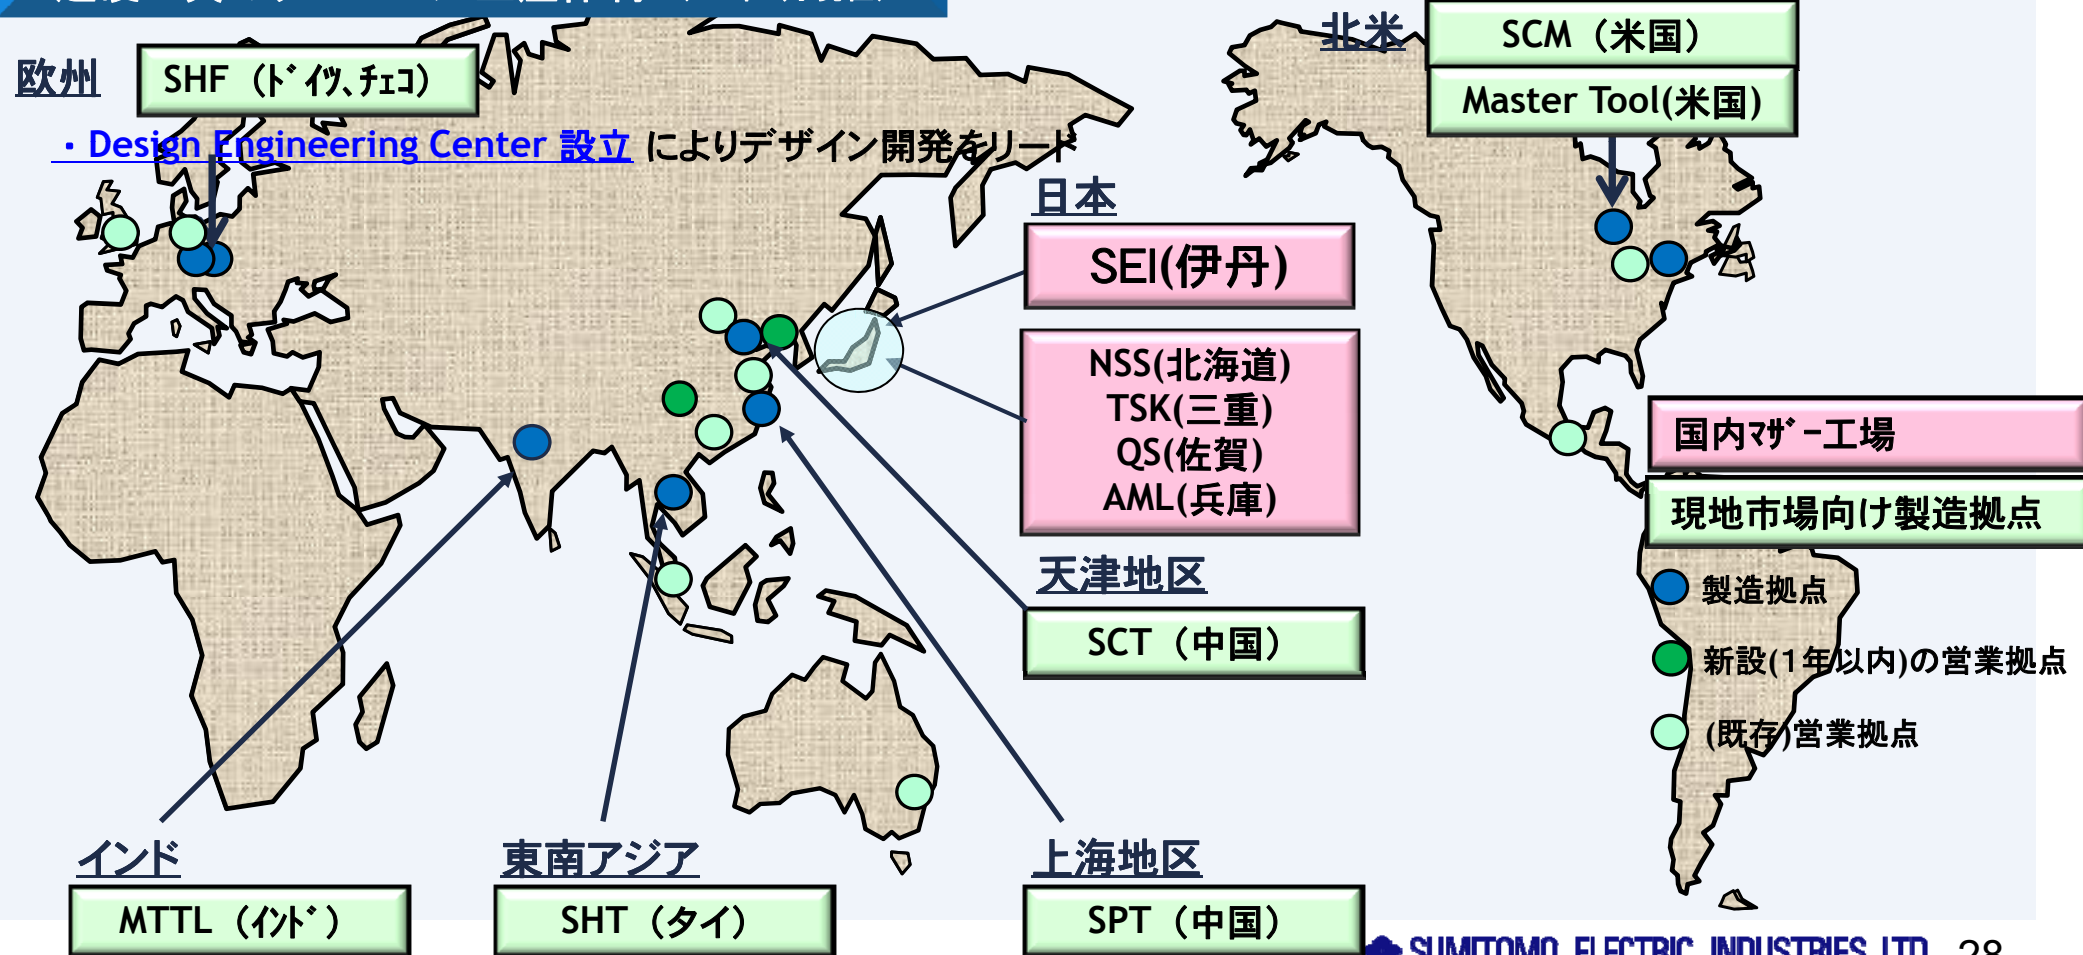 欧州
SHF（ﾄﾞｲﾂ、ﾁｪｺ）
・Design Engineering Center 設立 によりデザイン開発をリード
北米
SCM（米国）
Master Tool(米国)
日本
SEI(伊丹)
NSS(北海道)
TSK(三重)
QS(佐賀)
AML(兵庫)
国内ﾏｻﾞｰ工場
現地市場向け製造拠点
製造拠点
新設(1年以内)の営業拠点
(既存)営業拠点
天津地区
SCT（中国）
インド
MTTL（ｲﾝﾄﾞ）
東南アジア
SHT（タイ）
上海地区
SPT（中国）
SUMITOMO ELECTRIC INDUSTRIES, LTD.
28